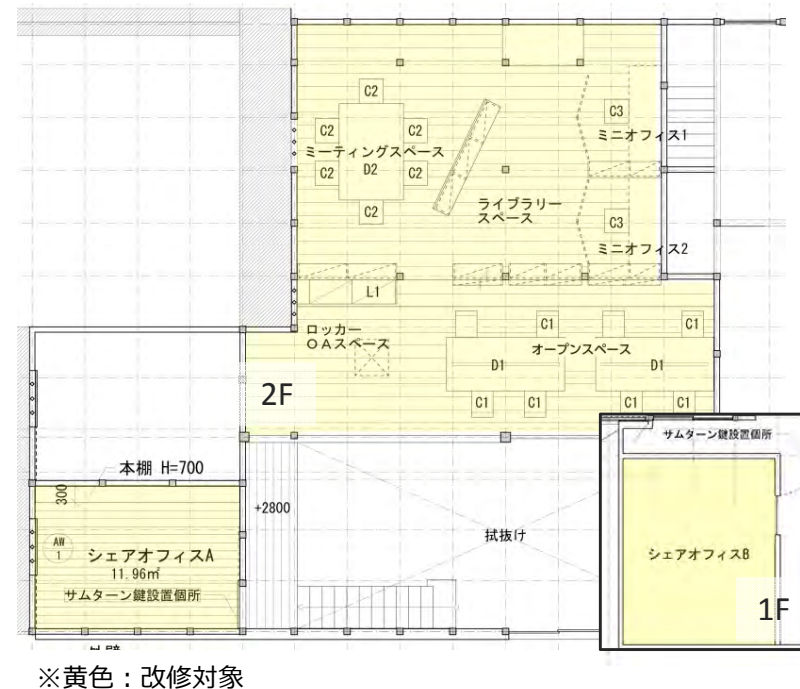 C2
C2
C2
C3
ミニオフィス1
ミーティングスペース
C2
D2
C2
ライブラリー
スペース
C2
C3
ミニオフィス2
L1
ロッカー
OAスペース
C1
C1
オープンスペース
D1
D1
2F
C1
C1
C1
C1
サムターン鍵設置個所
本棚 H=700
300
+2800
吹抜け
AW
1
シェアオフィスA
11.96㎡
サムターン鍵設置個所
シェアオフィスB
1F
※黄色：改修対象